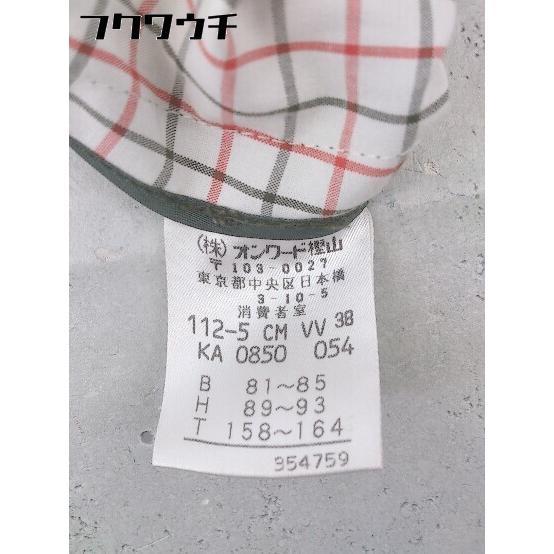 フクウウチ
(株)オンワード樫山
〒103-0027
東京都中央区日本橋
3-10-5
消費者室
112-5 CM VV 38
KA 0850 054
B 81〜85
H 89〜93
T 158〜164
354759